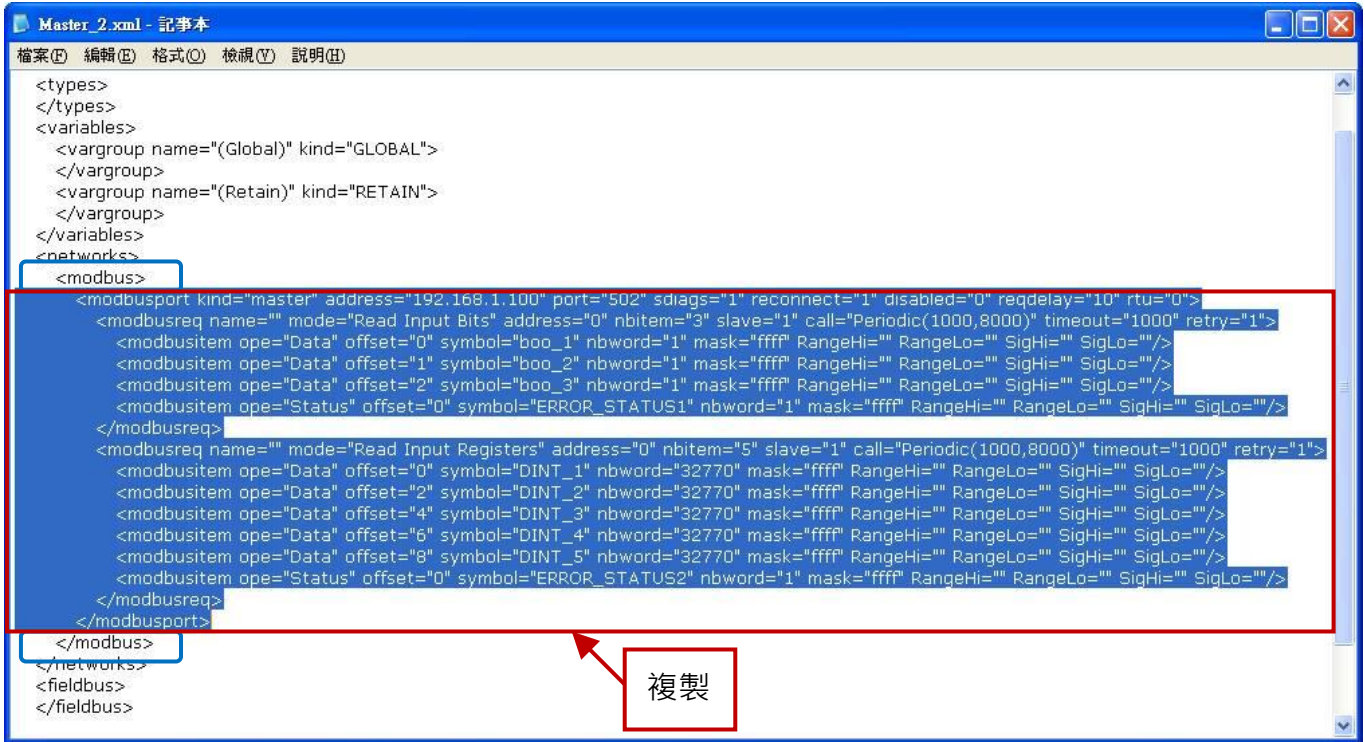 Master_2.xml - 記事本
檔案(F) 編輯(E) 格式(O) 檢視(V) 說明(H)
<types>
</types>
<variables>
<vargroup name="(Global)" kind="GLOBAL">
</vargroup>
<vargroup name="(Retain)" kind="RETAIN">
</vargroup>
</variables>
<networks>
<modbus>
<modbusport kind="master" address="192.168.1.100" port="502" sdiags="1" reconnect="1" disabled="0" reqdelay="10" rtu="0">
<modbusreq name="" mode="Read Input Bits" address="0" nbitem="3" slave="1" call="Periodic(1000,8000)" timeout="1000" retry="1">
<modbusitem ope="Data" offset="0" symbol="boo_1" nbword="1" mask="ffff" RangeHi="" RangeLo="" SigHi="" SigLo=""/>
<modbusitem ope="Data" offset="1" symbol="boo_2" nbword="1" mask="ffff" RangeHi="" RangeLo="" SigHi="" SigLo=""/>
<modbusitem ope="Data" offset="2" symbol="boo_3" nbword="1" mask="ffff" RangeHi="" RangeLo="" SigHi="" SigLo=""/>
<modbusitem ope="Status" offset="0" symbol="ERROR_STATUS1" nbword="1" mask="ffff" RangeHi="" RangeLo="" SigHi="" SigLo=""/>
</modbusreq>
<modbusreq name="" mode="Read Input Registers" address="0" nbitem="5" slave="1" call="Periodic(1000,8000)" timeout="1000" retry="1">
<modbusitem ope="Data" offset="0" symbol="DINT_1" nbword="32770" mask="ffff" RangeHi="" RangeLo="" SigHi="" SigLo=""/>
<modbusitem ope="Data" offset="2" symbol="DINT_2" nbword="32770" mask="ffff" RangeHi="" RangeLo="" SigHi="" SigLo=""/>
<modbusitem ope="Data" offset="4" symbol="DINT_3" nbword="32770" mask="ffff" RangeHi="" RangeLo="" SigHi="" SigLo=""/>
<modbusitem ope="Data" offset="6" symbol="DINT_4" nbword="32770" mask="ffff" RangeHi="" RangeLo="" SigHi="" SigLo=""/>
<modbusitem ope="Data" offset="8" symbol="DINT_5" nbword="32770" mask="ffff" RangeHi="" RangeLo="" SigHi="" SigLo=""/>
<modbusitem ope="Status" offset="0" symbol="ERROR_STATUS2" nbword="1" mask="ffff" RangeHi="" RangeLo="" SigHi="" SigLo=""/>
</modbusreq>
</modbusport>
</modbus>
</networks>
<fieldbus>
</fieldbus>
複製